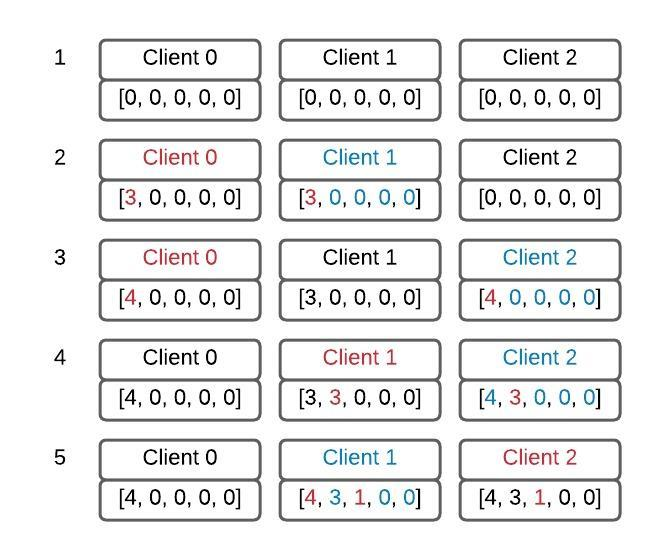 1 Client 0 Client 1 Client 2
[0, 0, 0, 0, 0] [0, 0, 0, 0, 0] [0, 0, 0, 0, 0]
2 Client 0 Client 1 Client 2
[3, 0, 0, 0, 0] [3, 0, 0, 0, 0] [0, 0, 0, 0, 0]
3 Client 0 Client 1 Client 2
[4, 0, 0, 0, 0] [3, 0, 0, 0, 0] [4, 0, 0, 0, 0]
4 Client 0 Client 1 Client 2
[4, 0, 0, 0, 0] [3, 3, 0, 0, 0] [4, 3, 0, 0, 0]
5 Client 0 Client 1 Client 2
[4, 0, 0, 0, 0] [4, 3, 1, 0, 0] [4, 3, 1, 0, 0]